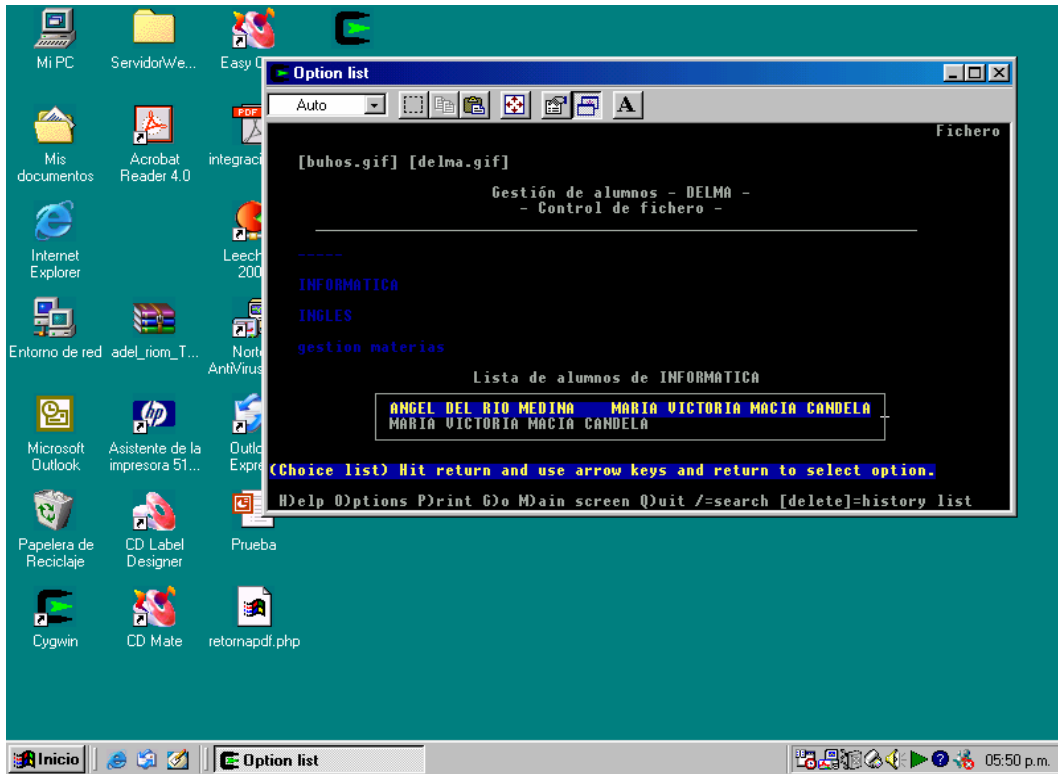 Mi PC
ServidorWe...
Easy
Mis documentos
Acrobat Reader 4.0
integraci
Internet Explorer
Leech
200
Entorno de red
adel_riom_T...
Norto
AntiVirus
Microsoft Outlook
Asistente de la impresora 51...
Outlo
Expre
Papelera de Reciclaje
CD Label Designer
Prueba
Cygwin
CD Mate
retornapdf.php
Option list
Auto
A
Fichero
[buhos.gif] [delma.gif]
Gestión de alumnos - DELMA -
- Control de fichero -
-----
INFORMATICA
INGLES
gestion materias
Lista de alumnos de INFORMATICA
ANGEL DEL RIO MEDINA MARIA VICTORIA MACIA CANDELA
MARIA VICTORIA MACIA CANDELA
(Choice list) Hit return and use arrow keys and return to select option.
H)elp O)ptions P)rint G)o M)ain screen Q)uit /=search [delete]=history list
Inicio
Option list
05:50 p.m.